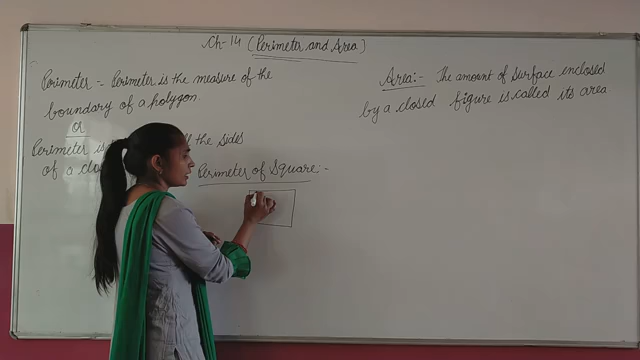 Ch-14 (Perimeter and Area)
Perimeter = Perimeter is the measure of the
boundary of a polygon
or
Perimeter is the sides
of a clo
Perimeter of Square:-
Area:- The amount of surface enclosed
by a closed figure is called its area